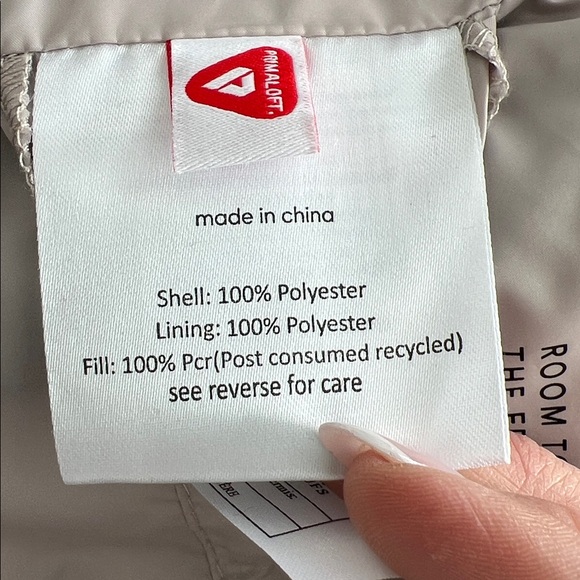 PRIMALOFT.
made in china
Shell: 100% Polyester
Lining: 100% Polyester
Fill: 100% Pcr(Post consumed recycled)
see reverse for care
ROOM
THE